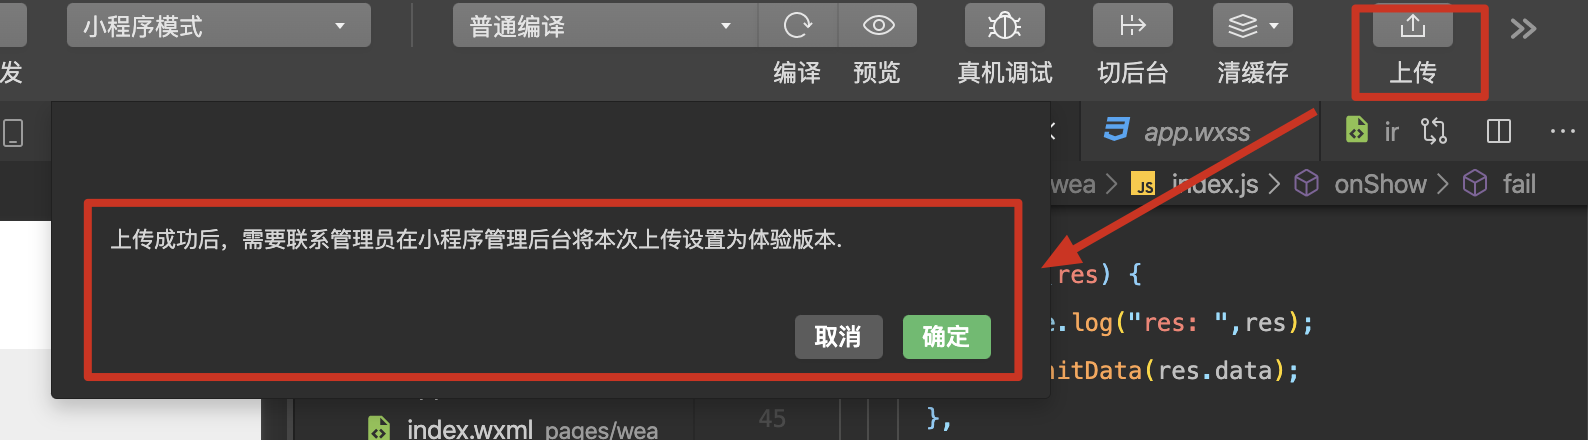 小程序模式
普通编译
发
编译
预览
真机调试
切后台
清缓存
上传
app.wxss
ir
wea
JS index.js
onShow
fail
上传成功后，需要联系管理员在小程序管理后台将本次上传设置为体验版本.
取消
确定
res) {
e.log("res: ",res);
nitData(res.data);
45
},
index.wxml pages/wea